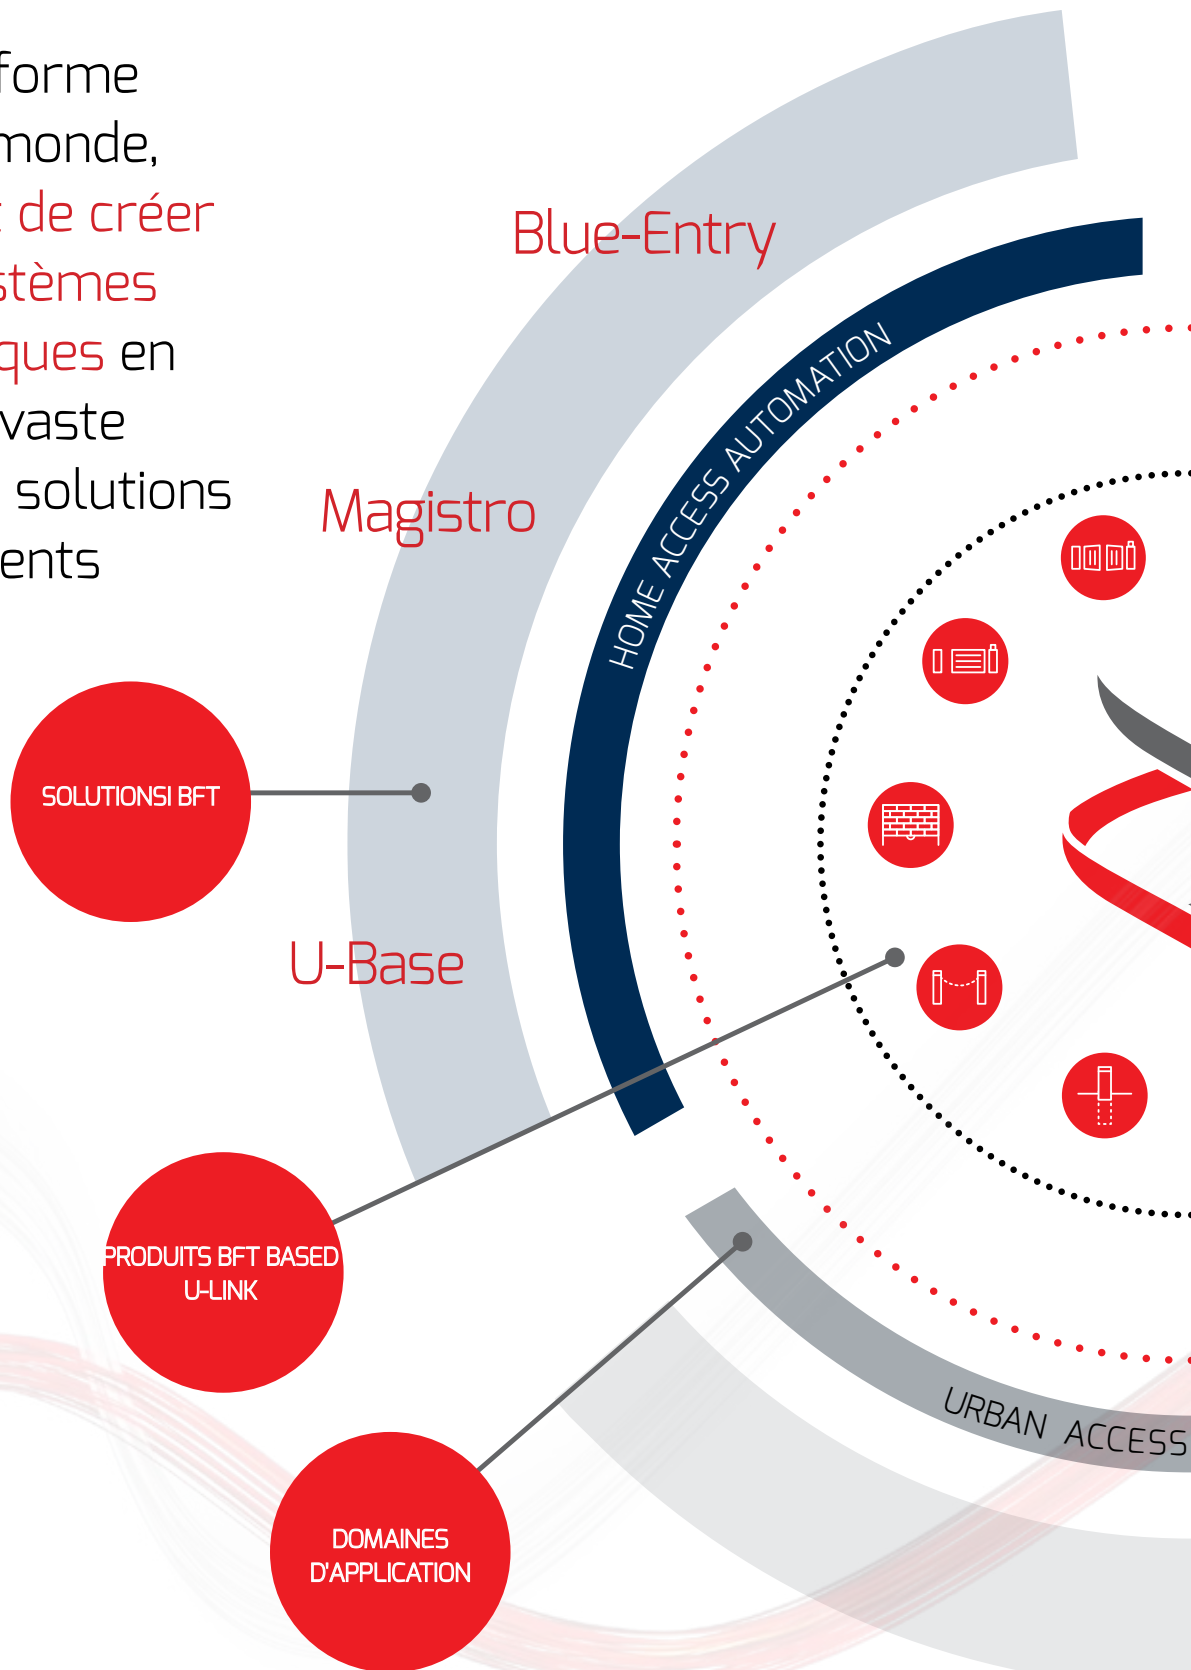 forme
monde,
de créer
stèmes
ques en
vaste
solutions
ents
Blue-Entry
Magistro
U-Base
HOME ACCESS AUTOMATION
SOLUTIONSI BFT
PRODUITS BFT BASED
U-LINK
DOMAINES
D'APPLICATION
URBAN ACCESS